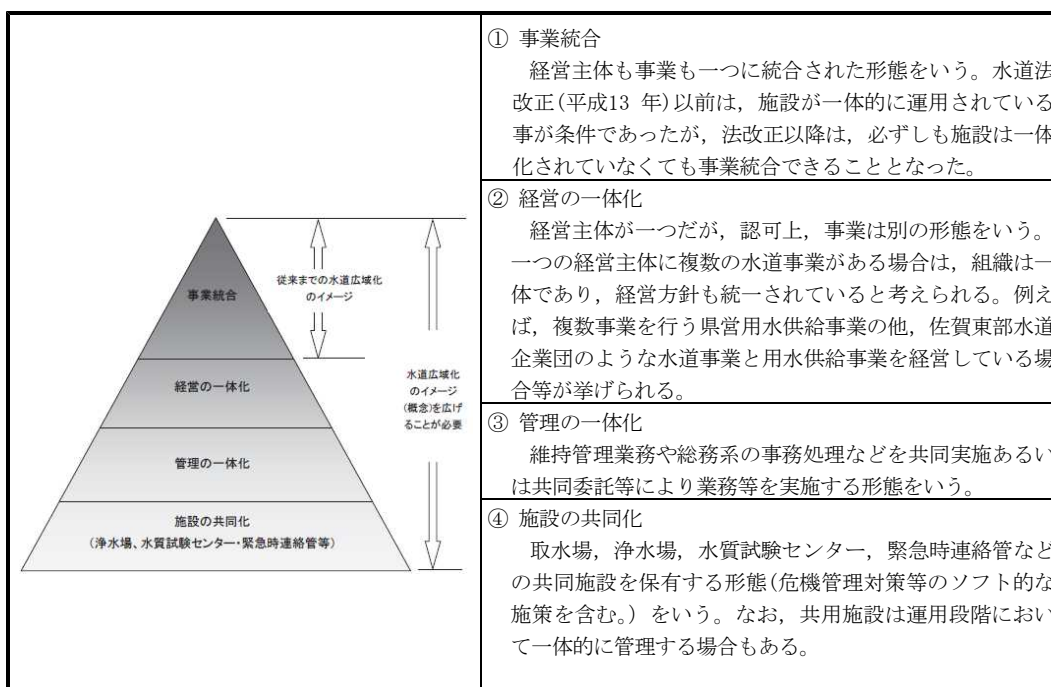 事業統合
経営の一体化
管理の一体化
施設の共同化
(浄水場、水質試験センター・緊急時連絡管等)
従来までの水道広域化
のイメージ
水道広域化
のイメージ
(概念)を広げ
ることが必要
① 事業統合
経営主体も事業も一つに統合された形態をいう。水道法
改正(平成13 年)以前は，施設が一体的に運用されている
事が条件であったが，法改正以降は，必ずしも施設は一体
化されていなくても事業統合できることとなった。
② 経営の一体化
経営主体が一つだが，認可上，事業は別の形態をいう。
一つの経営主体に複数の水道事業がある場合は，組織は一
体であり，経営方針も統一されていると考えられる。例え
ば，複数事業を行う県営用水供給事業の他，佐賀東部水道
企業団のような水道事業と用水供給事業を経営している場
合等が挙げられる。
③ 管理の一体化
維持管理業務や総務系の事務処理などを共同実施あるい
は共同委託等により業務等を実施する形態をいう。
④ 施設の共同化
取水場，浄水場，水質試験センター，緊急時連絡管など
の共同施設を保有する形態(危機管理対策等のソフト的な
施策を含む。) をいう。なお，共用施設は運用段階におい
て一体的に管理する場合もある。